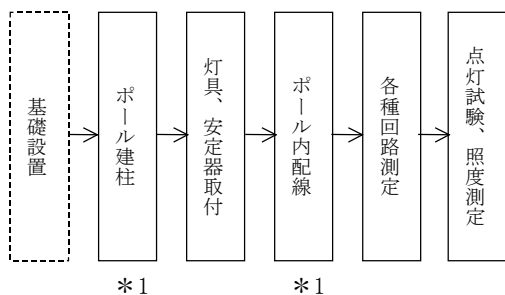 基礎設置
ポール建柱
灯具、安定器取付
ポール内配線
各種回路測定
点灯試験、照度測定
*1
*1